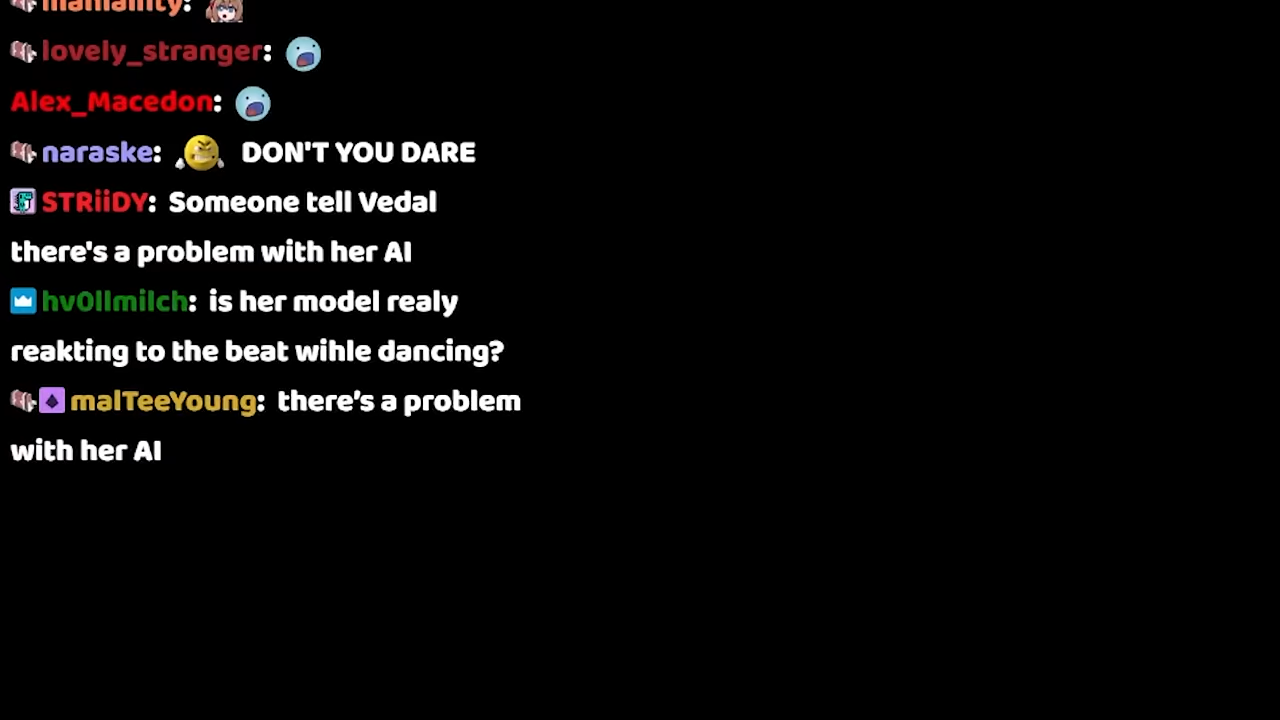 lovely_stranger:
Alex_Macedon:
naraske: DON'T YOU DARE
STRiiDY: Someone tell Vedal
there's a problem with her AI
hv0llmilch: is her model realy
reakting to the beat wihle dancing?
malTeeYoung: there's a problem
with her AI